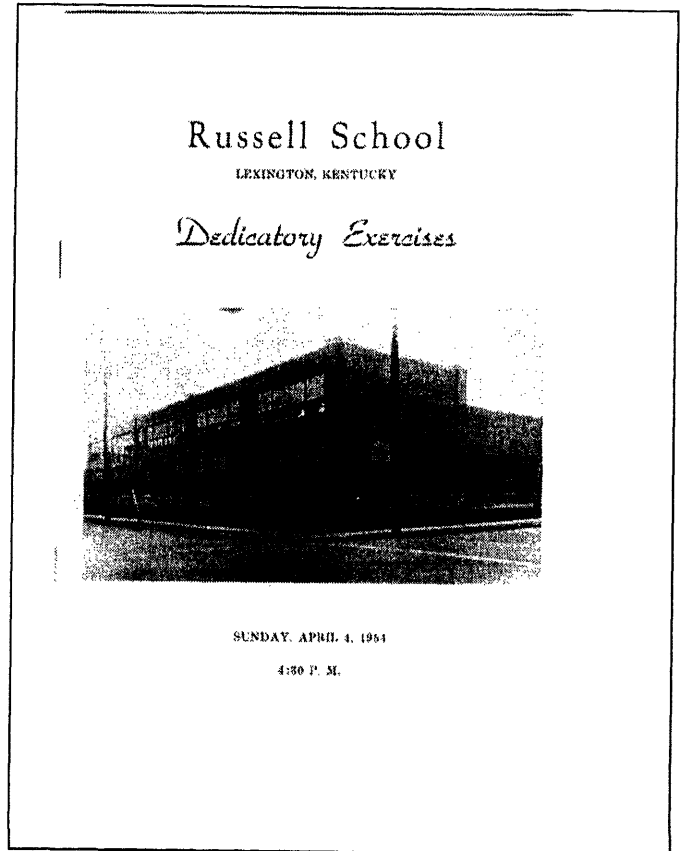 Russell School
LEXINGTON, KENTUCKY
Dedicatory Exercises
SUNDAY, APRIL 4, 1954
4:30 P. M.